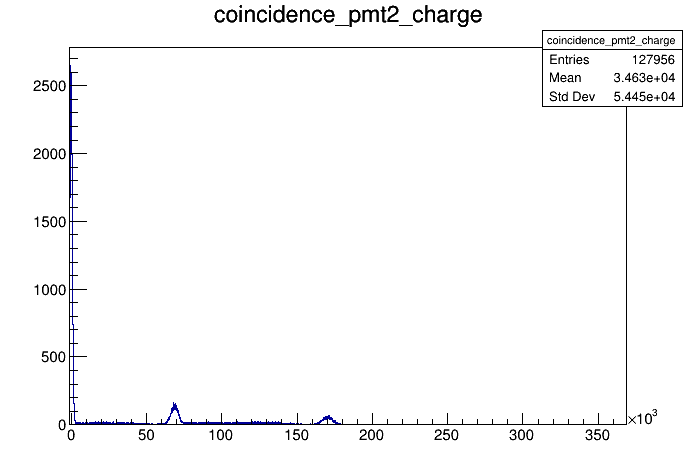 coincidence_pmt2_charge
coincidence_pmt2_charge
Entries 127956
Mean 3.463e+04
Std Dev 5.445e+04
2500
2000
1500
1000
500
0
0 50 100 150 200 250 300 350
×10³